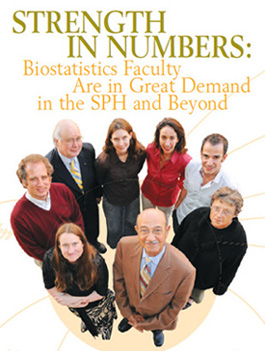 STRENGTH
IN NUMBERS:
Biostatistics Faculty
Are in Great Demand
in the SPH and Beyond